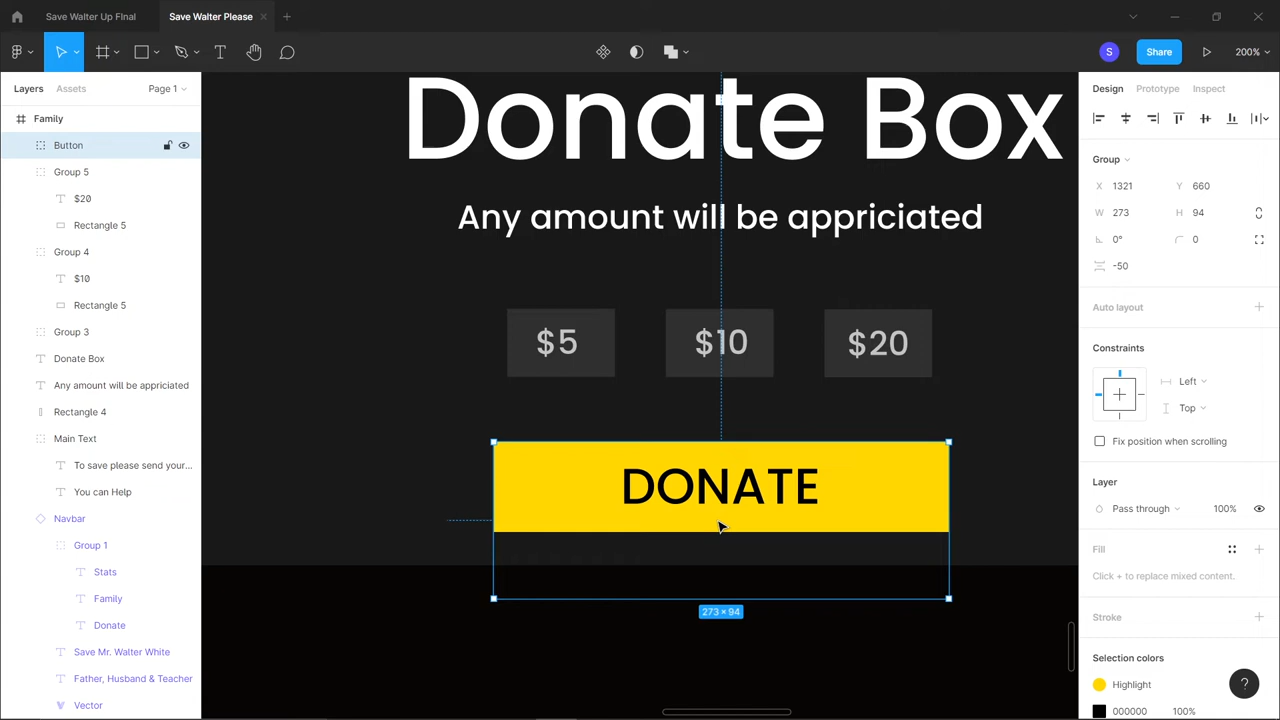 Save Walter Up FInal
Save Walter Please
Share
200%
Layers
Assets
Page 1
Family
Button
Group 5
$20
Rectangle 5
Group 4
$10
Rectangle 5
Group 3
Donate Box
Any amount will be appriciated
Rectangle 4
Main Text
To save please send your...
You can Help
Navbar
Group 1
Stats
Family
Donate
Save Mr. Walter White
Father, Husband & Teacher
Vector
Donate Box
Any amount will be appriciated
$5
$10
$20
DONATE
273 × 94
S
Design
Prototype
Inspect
Group
X 1321
Y 660
W 273
H 94
0°
0
-50
Auto layout
Constraints
Left
Top
Fix position when scrolling
Layer
Pass through
100%
Fill
Click + to replace mixed content.
Stroke
Selection colors
Highlight
000000
100%
?